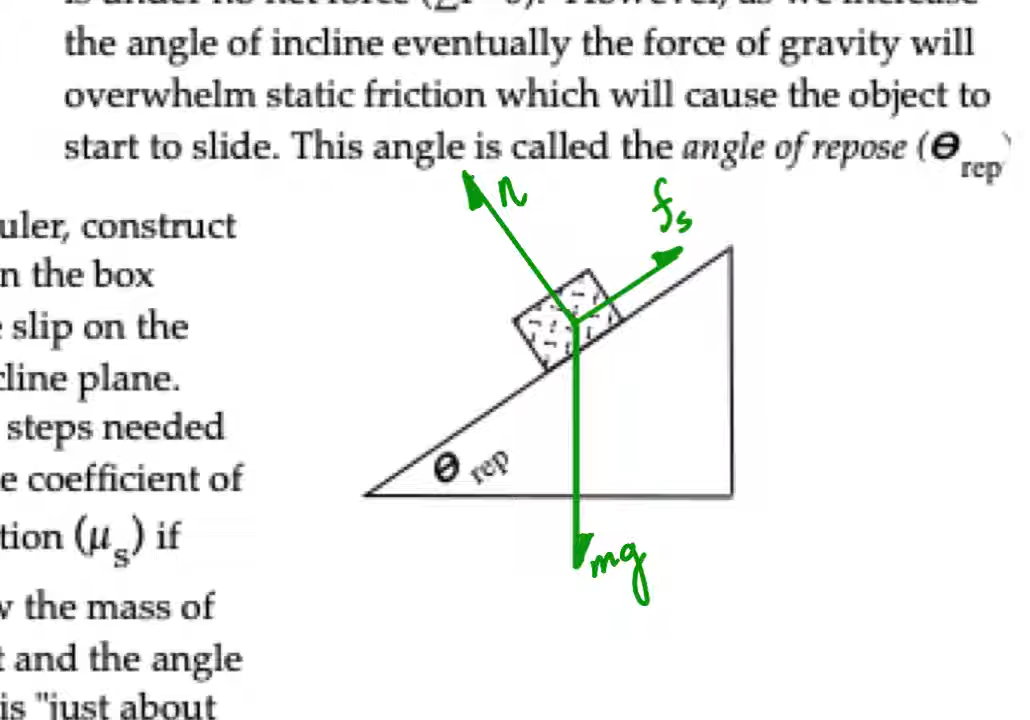 the angle of incline eventually the force of gravity will
overwhelm static friction which will cause the object to
start to slide. This angle is called the angle of repose (Θrep)
n
fs
uler, construct
n the box
slip on the
cline plane.
steps needed
e coefficient of
tion (μs) if
Θ rep
mg
the mass of
t and the angle
is "just about